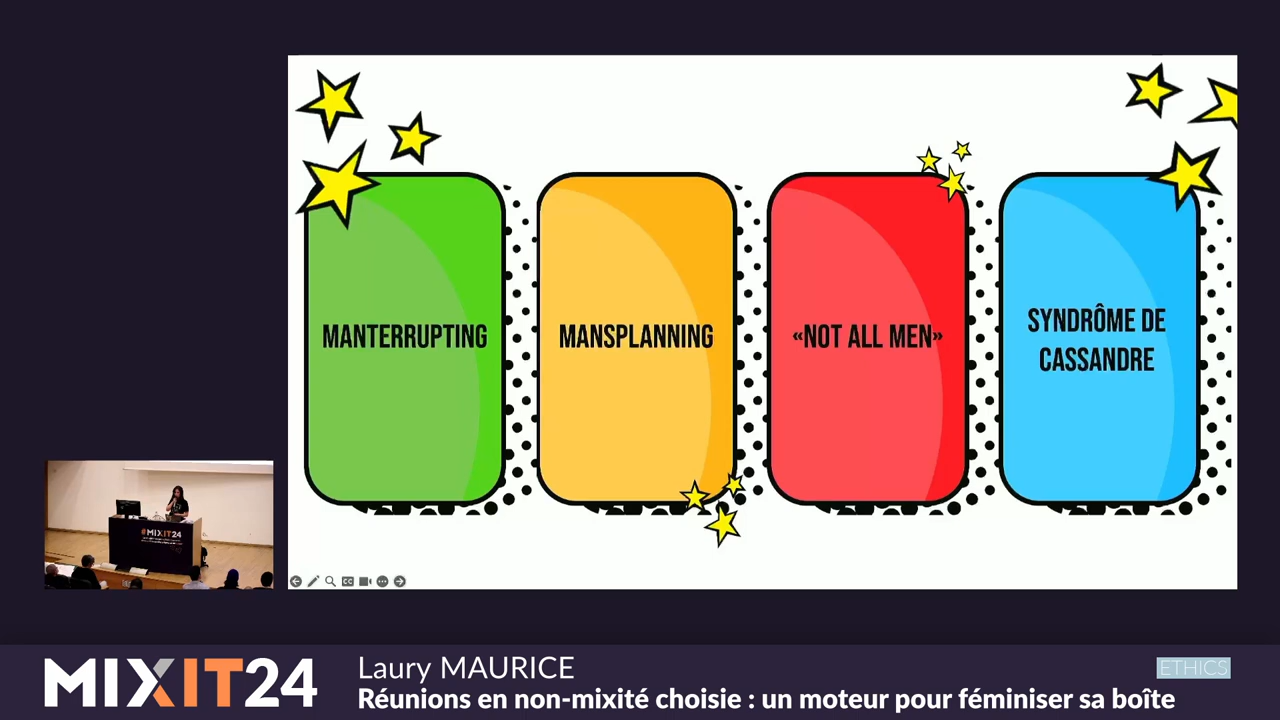 MANTERRUPTING
MANSPLANNING
«NOT ALL MEN»
SYNDRÔME DE
CASSANDRE
#MIXIT24
MIXIT24
Laury MAURICE
ETHICS
Réunions en non-mixité choisie : un moteur pour féminiser sa boîte